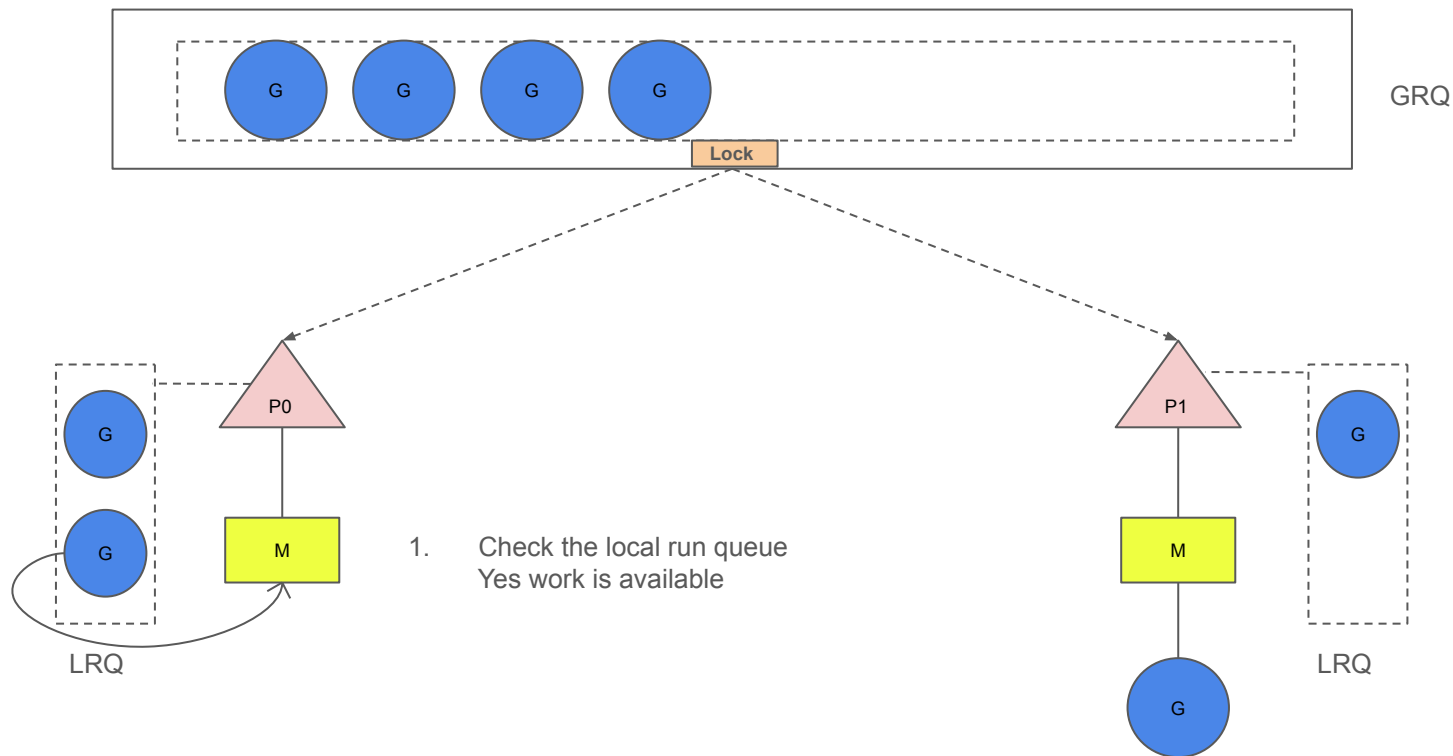 G G G G
GRQ
Lock
P0
P1
G
G
G
M
M
1. Check the local run queue
Yes work is available
LRQ
LRQ
G